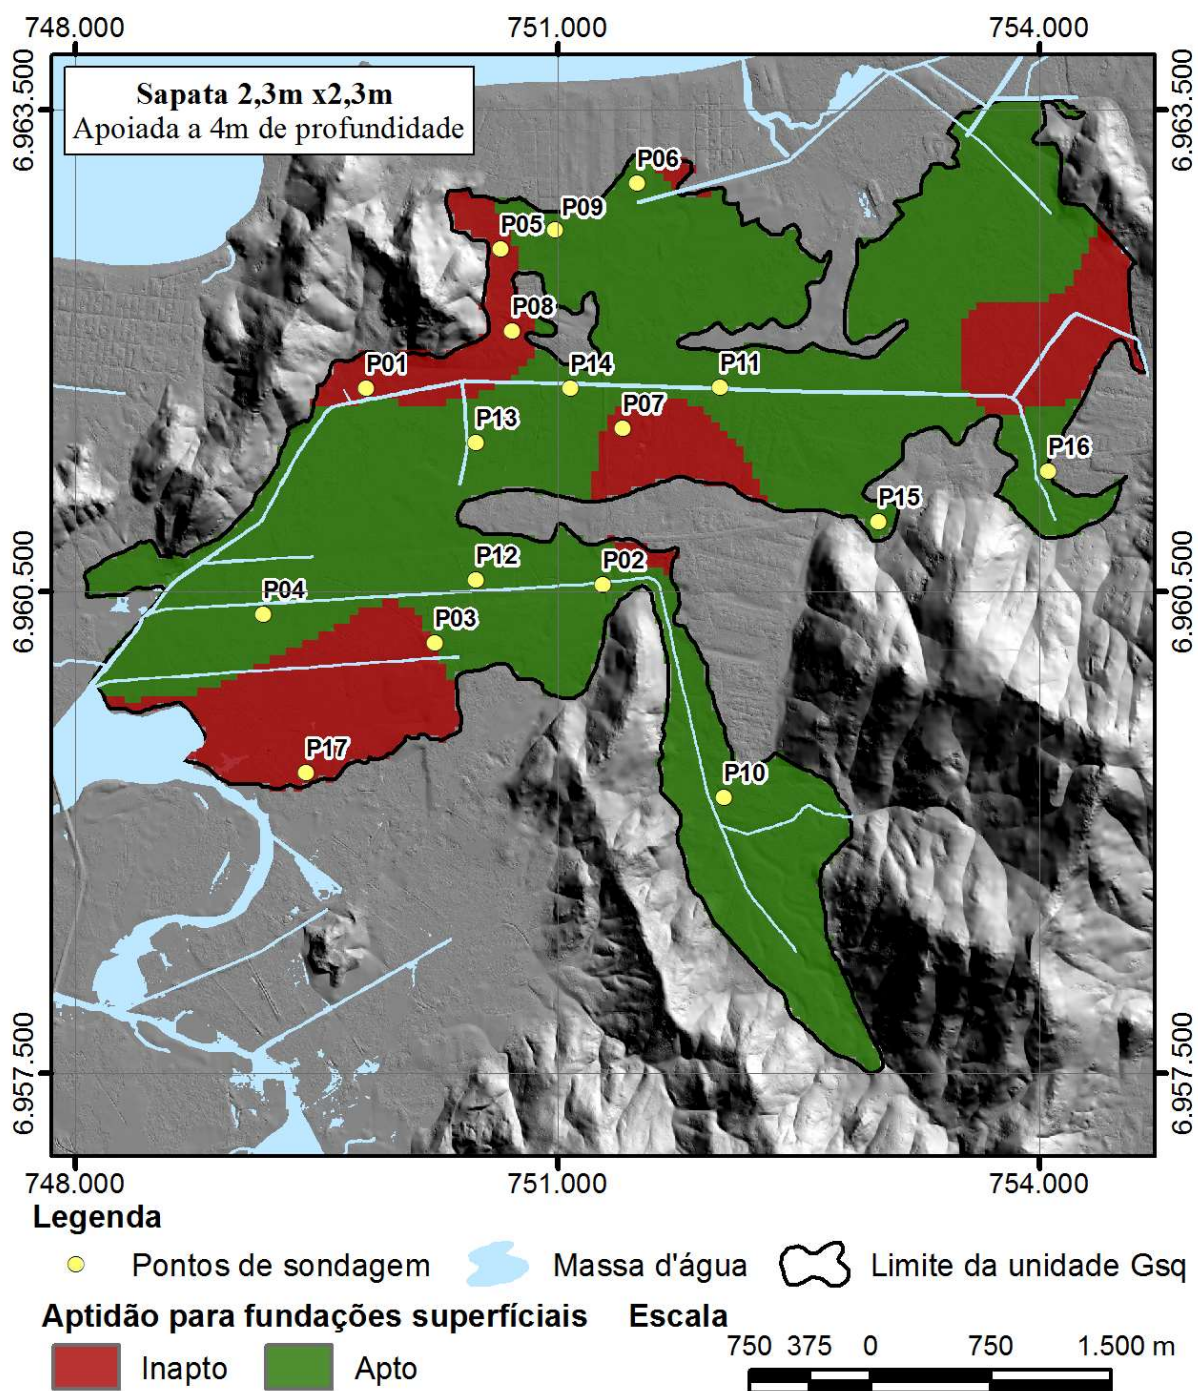 748.000 751.000 754.000
6.963.500
6.963.500
Sapata 2,3m x2,3m
Apoiada a 4m de profundidade
P06
P09
P05
P08
P01
P14
P11
P07
P13
P16
P15
P12
P02
P04
P03
P17
P10
6.960.500
6.960.500
6.957.500
6.957.500
748.000 751.000 754.000
Legenda
Pontos de sondagem Massa d'água Limite da unidade Gsq
Aptidão para fundações superfíciais Escala
750 375 0 750 1.500 m
Inapto Apto